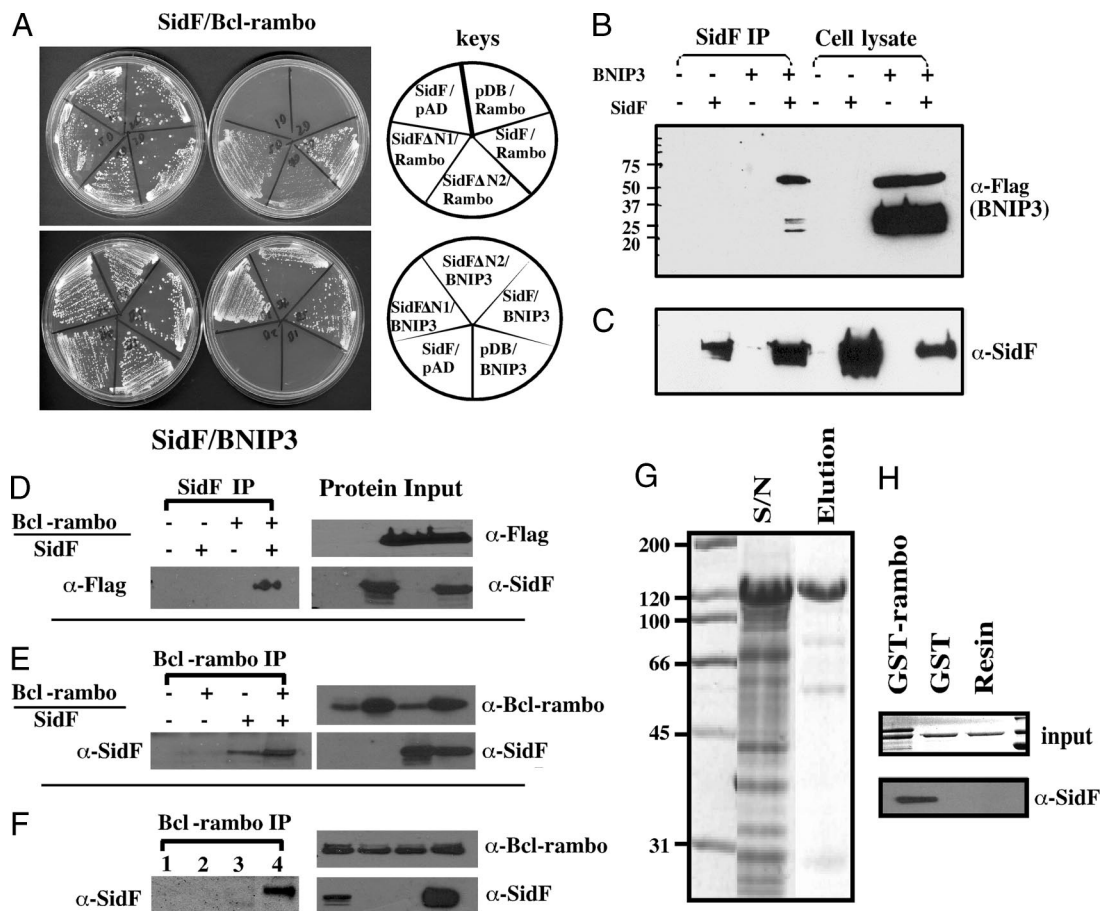 A
SidF/Bcl-rambo
keys
SidF/ pAD
pDB/ Rambo
SidFΔN1/ Rambo
SidF/ Rambo
SidFΔN2/ Rambo
SidFΔN2/ BNIP3
SidFΔN1/ BNIP3
SidF/ BNIP3
SidF/ pAD
pDB/ BNIP3
SidF/BNIP3
B
SidF IP Cell lysate
BNIP3 - - + + - - + +
SidF - + - + - + - +
75
50
37
25
20
α-Flag
(BNIP3)
C
α-SidF
D
SidF IP Protein Input
Bcl-rambo - - + +
SidF - + - +
α-Flag
α-Flag
α-SidF
E
Bcl-rambo IP
Bcl-rambo - + - +
SidF - - + +
α-Bcl-rambo
α-SidF
α-SidF
F
Bcl-rambo IP
1 2 3 4
α-Bcl-rambo
α-SidF
α-SidF
G
S/N
Elution
200
120
100
66
45
31
H
GST-rambo
GST
Resin
input
α-SidF